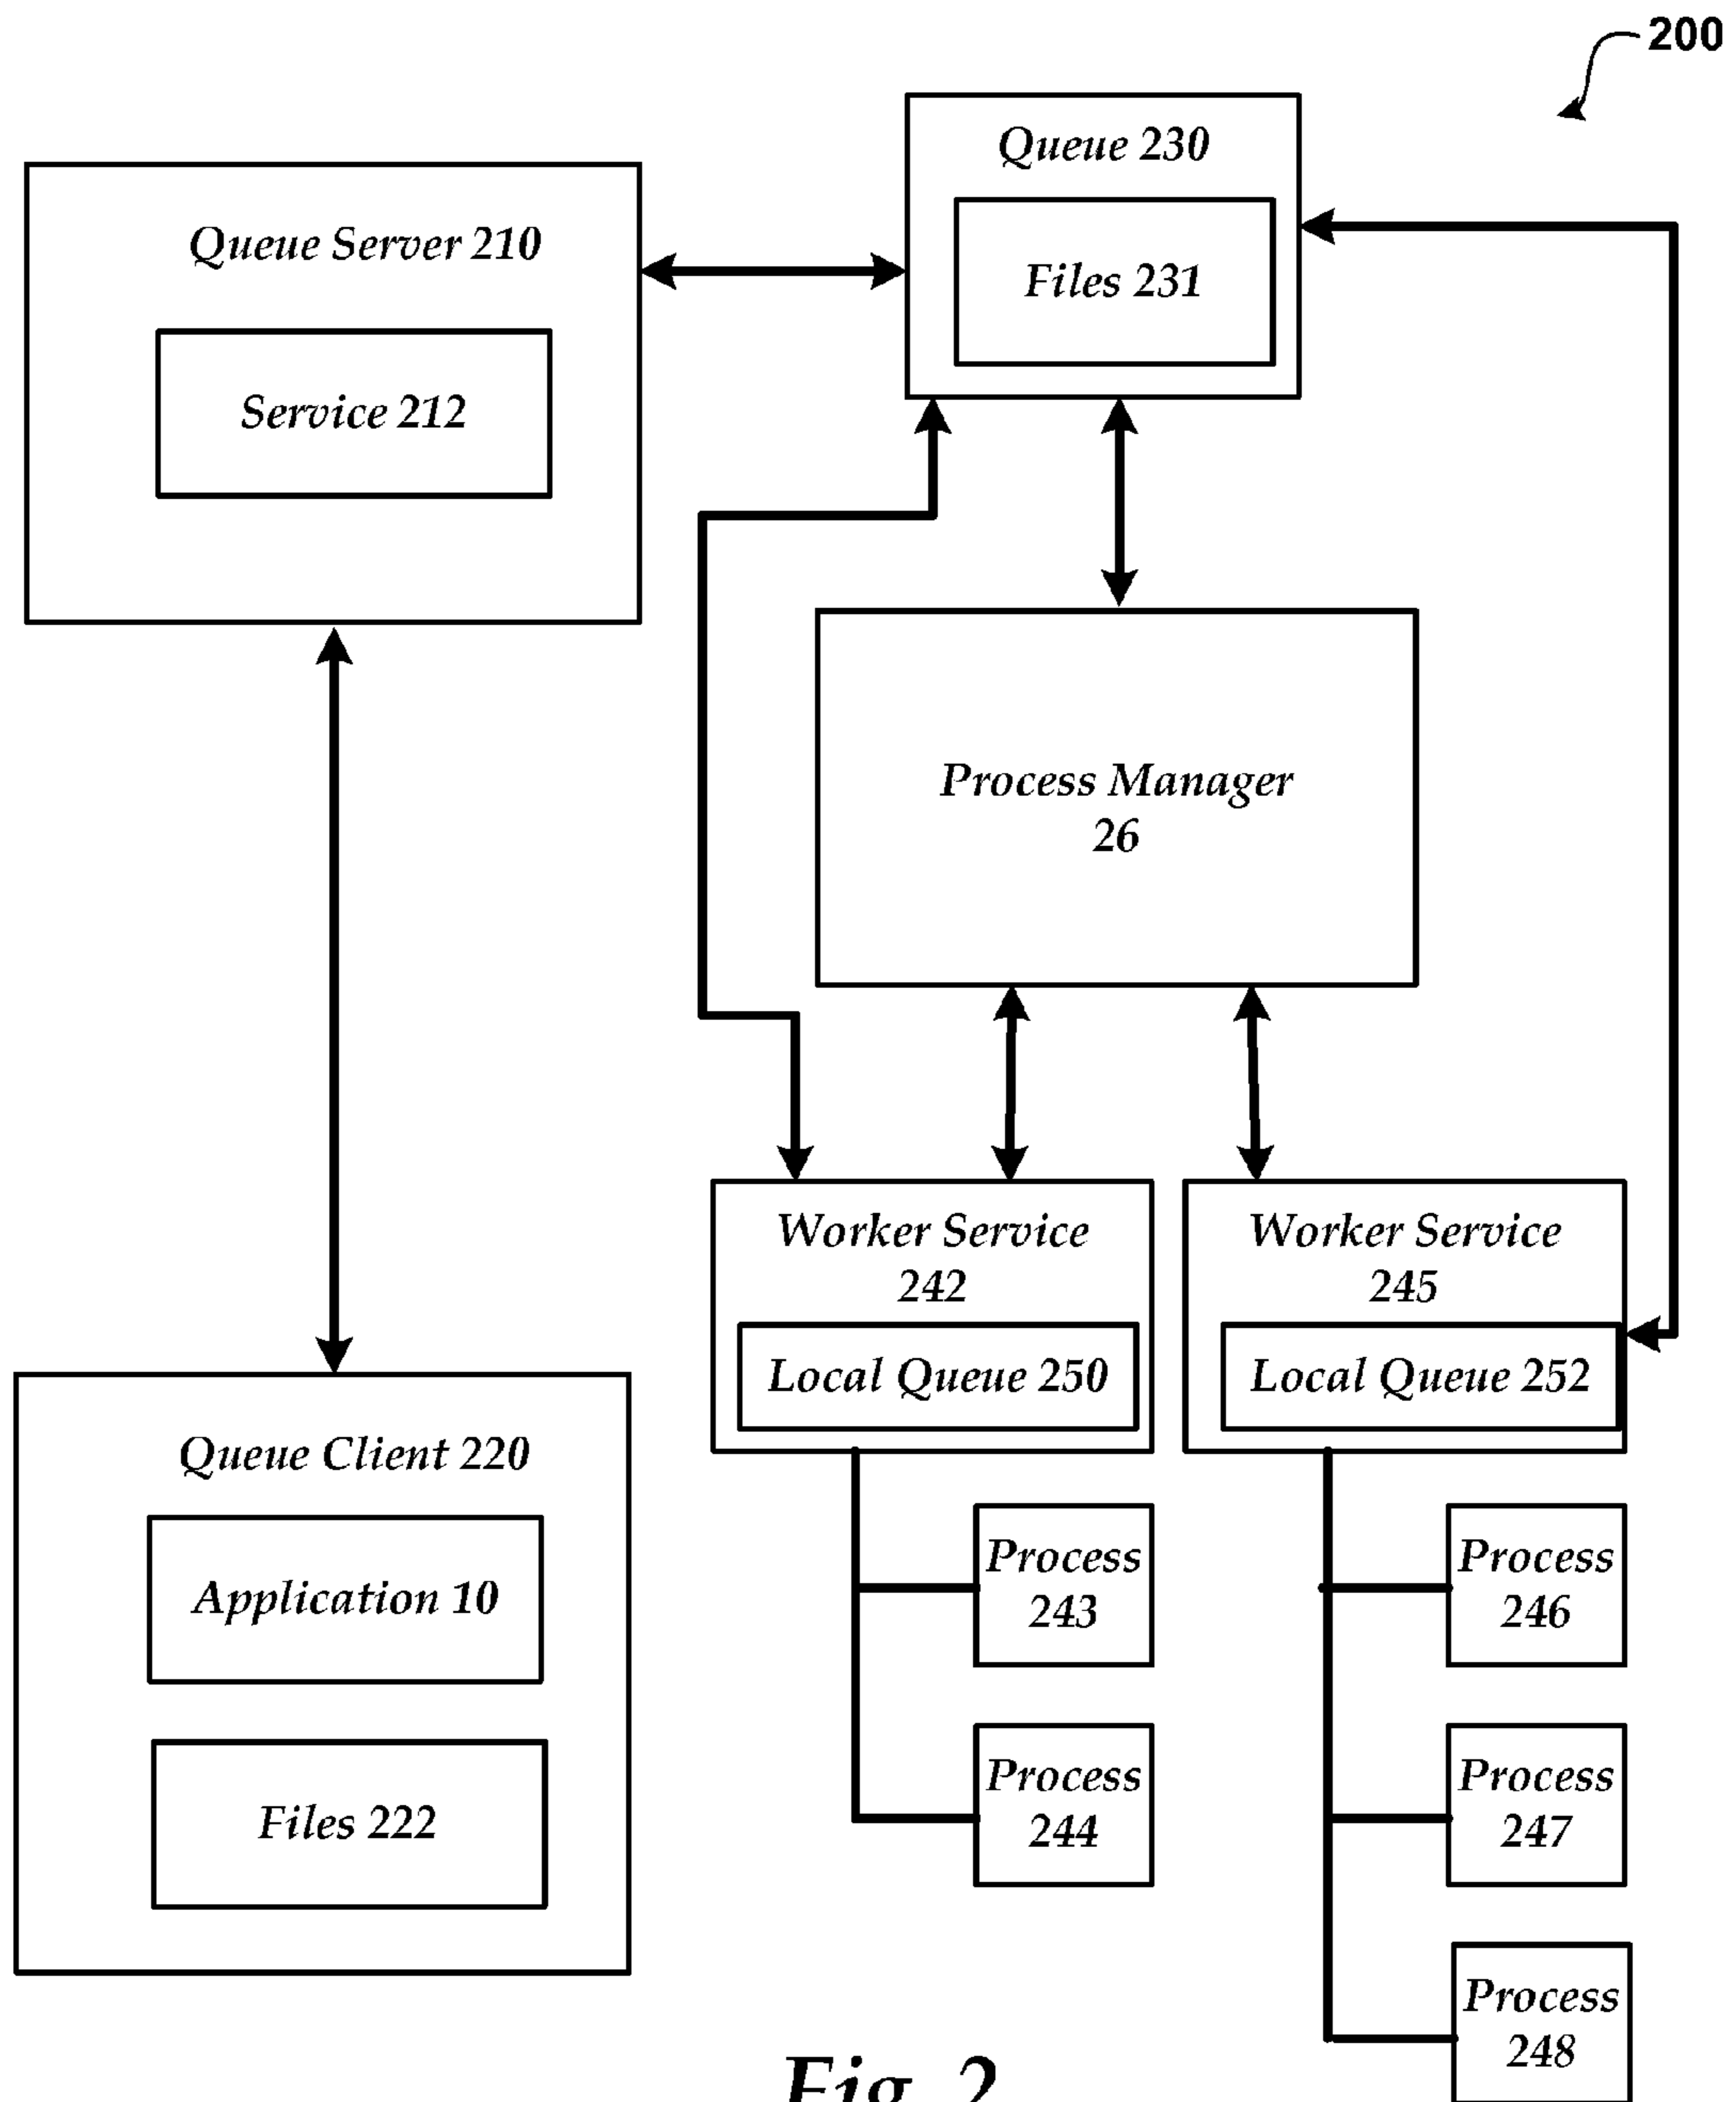 200
Queue 230
Files 231
Queue Server 210
Service 212
Process Manager
26
Worker Service
242
Local Queue 250
Worker Service
245
Local Queue 252
Queue Client 220
Application 10
Files 222
Process
243
Process
244
Process
246
Process
247
Process
248
Fig. 2